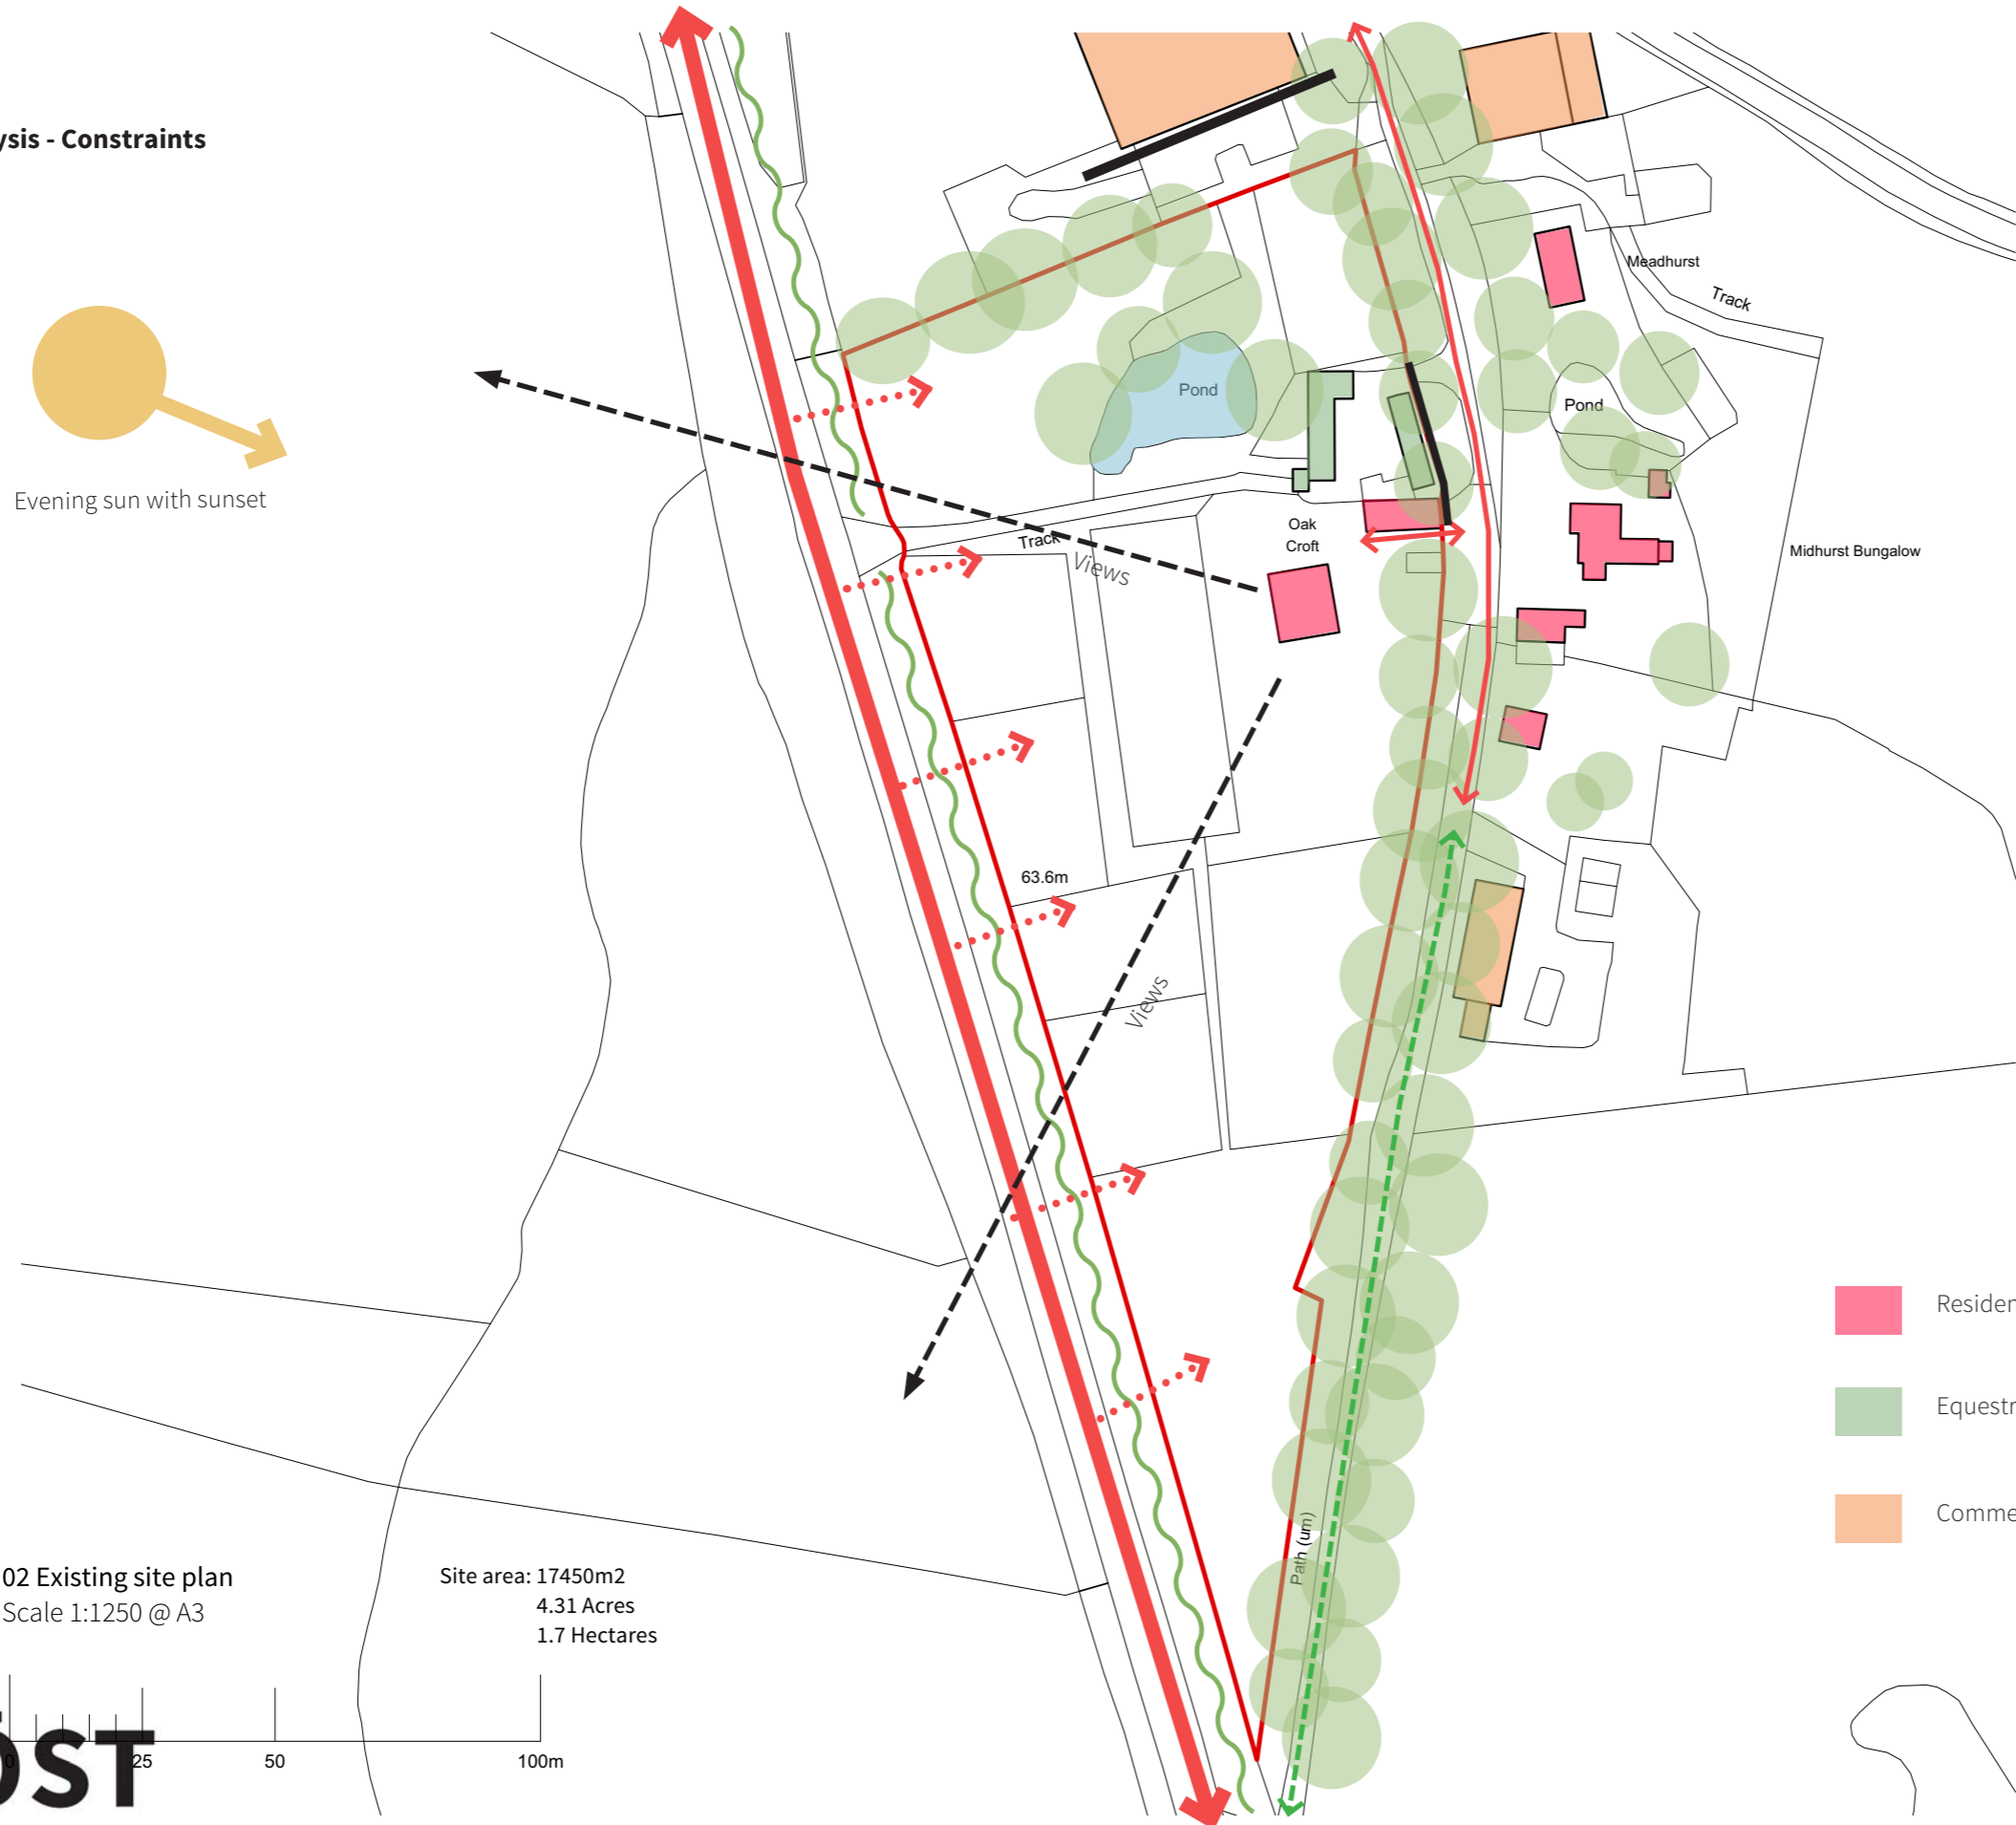 ysis - Constraints
Evening sun with sunset
Meadhurst
Track
Pond
Pond
Oak
Croft
Midhurst Bungalow
Track
Views
63.6m
Views
Residen
Equestr
Comme
Path (um)
02 Existing site plan
Scale 1:1250 @ A3
Site area: 17450m2
4.31 Acres
1.7 Hectares
0 25 50 100m
ÖST